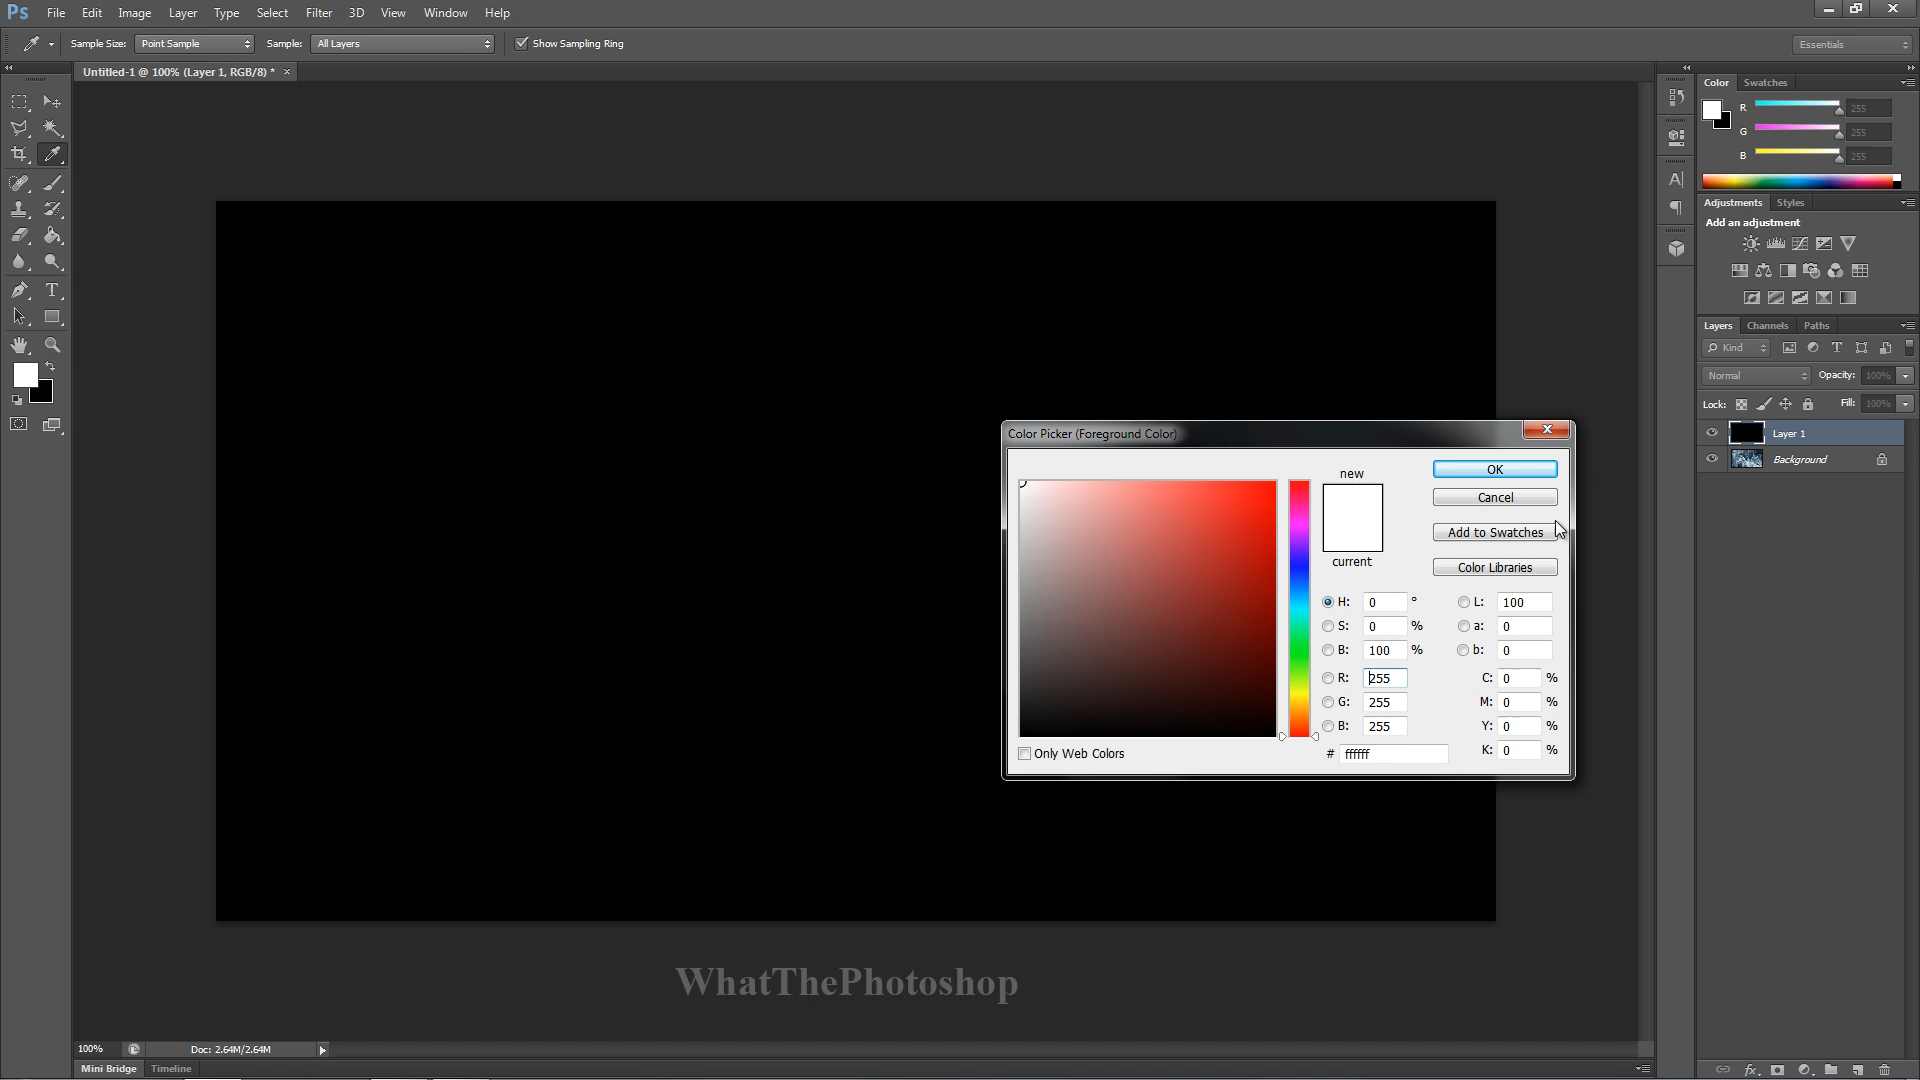 Ps File Edit Image Layer Type Select Filter 3D View Window Help
Sample Size: Point Sample Sample: All Layers Show Sampling Ring Essentials
Untitled-1 @ 100% (Layer 1, RGB/8) * ×
Color Swatches
R 255
G 255
B 255
Adjustments Styles
Add an adjustment
Layers Channels Paths
Kind
Normal Opacity: 100%
Lock: Fill: 100%
Layer 1
Background
Color Picker (Foreground Color)
new
current
OK
Cancel
Add to Swatches
Color Libraries
H: 0 ° L: 100
S: 0 % a: 0
B: 100 % b: 0
R: 255 C: 0 %
G: 255 M: 0 %
B: 255 Y: 0 %
# ffffff K: 0 %
Only Web Colors
WhatThePhotoshop
100% Doc: 2.64M/2.64M
Mini Bridge Timeline